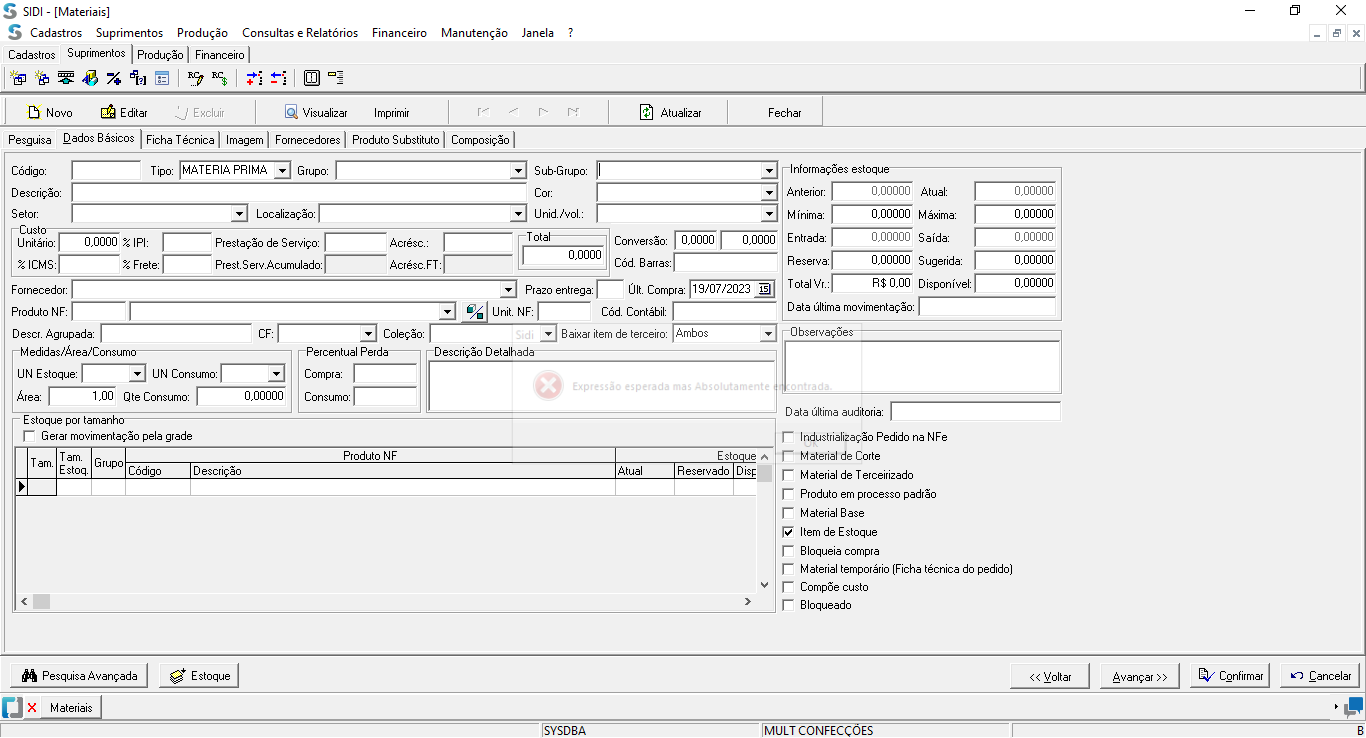 SIDI - [Materiais]
Cadastros Suprimentos Produção Consultas e Relatórios Financeiro Manutenção Janela ?
Cadastros Suprimentos Produção Financeiro
Novo Editar Excluir Visualizar Imprimir Atualizar Fechar
Pesquisa Dados Básicos Ficha Técnica Imagem Fornecedores Produto Substituto Composição
Código: Tipo: MATERIA PRIMA Grupo: Sub-Grupo: Informações estoque
Descrição: Cor: Anterior: 0,00000 Atual: 0,00000
Setor: Localização: Unid./vol.: Mínima: 0,00000 Máxima: 0,00000
Custo Total
Unitário: 0,0000 % IPI: Prestação de Serviço: Acrésc.: 0,0000 Conversão: 0,0000 0,0000 Entrada: 0,00000 Saída: 0,00000
% ICMS: % Frete: Prest.Serv.Acumulado: Acrésc.FT: Cód. Barras: Reserva: 0,00000 Sugerida: 0,00000
Fornecedor: Prazo entrega: Últ. Compra: 19/07/2023 15 Total Vr.: R$ 0,00 Disponível: 0,00000
Produto NF: Unit. NF: Cód. Contábil: Data última movimentação:
Descr. Agrupada: CF: Coleção: Sidi Baixar item de terceiro: Ambos Observações
Medidas/Área/Consumo Percentual Perda Descrição Detalhada
UN Estoque: UN Consumo: Compra:
Expressão esperada mas Absolutamente encontrada.
Área: 1,00 Qte Consumo: 0,00000 Consumo:
Data última auditoria:
Estoque por tamanho
Gerar movimentação pela grade
OK
Industrialização Pedido na NFe
Tam. Tam. Estoq. Grupo Produto NF Estoque
Código Descrição Atual Reservado Disp
Material de Corte
Material de Terceirizado
Produto em processo padrão
Material Base
Item de Estoque
Bloqueia compra
Material temporário (Ficha técnica do pedido)
Compõe custo
Bloqueado
Pesquisa Avançada Estoque << Voltar Avançar >> Confirmar Cancelar
Materiais
SYSDBA MULT CONFECÇÕES B